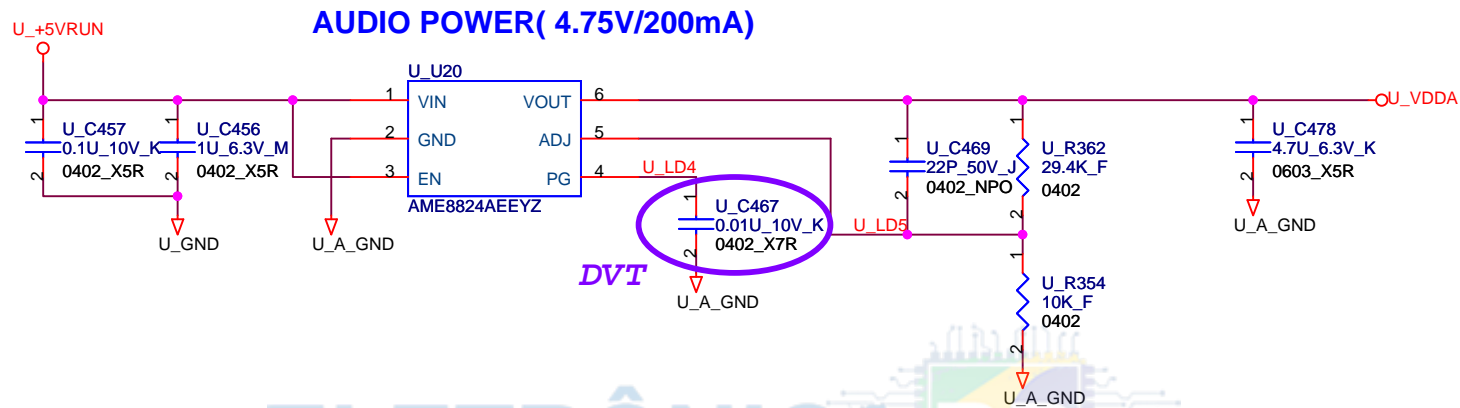 AUDIO POWER( 4.75V/200mA)
U_+5VRUN
U_U20
1 VIN VOUT 6
2 GND ADJ 5
3 EN PG 4
AME8824AEEYZ
U_VDDA
1
U_C457
0.1U_10V_K
0402_X5R
2
1
U_C456
1U_6.3V_M
0402_X5R
2
U_GND
U_A_GND
U_LD4
1
U_C467
0.01U_10V_K
0402_X7R
2
DVT
U_A_GND
U_LD5
1
U_C469
22P_50V_J
0402_NPO
2
1
U_R362
29.4K_F
0402
2
1
U_C478
4.7U_6.3V_K
0603_X5R
2
U_A_GND
1
U_R354
10K_F
0402
2
U_A_GND